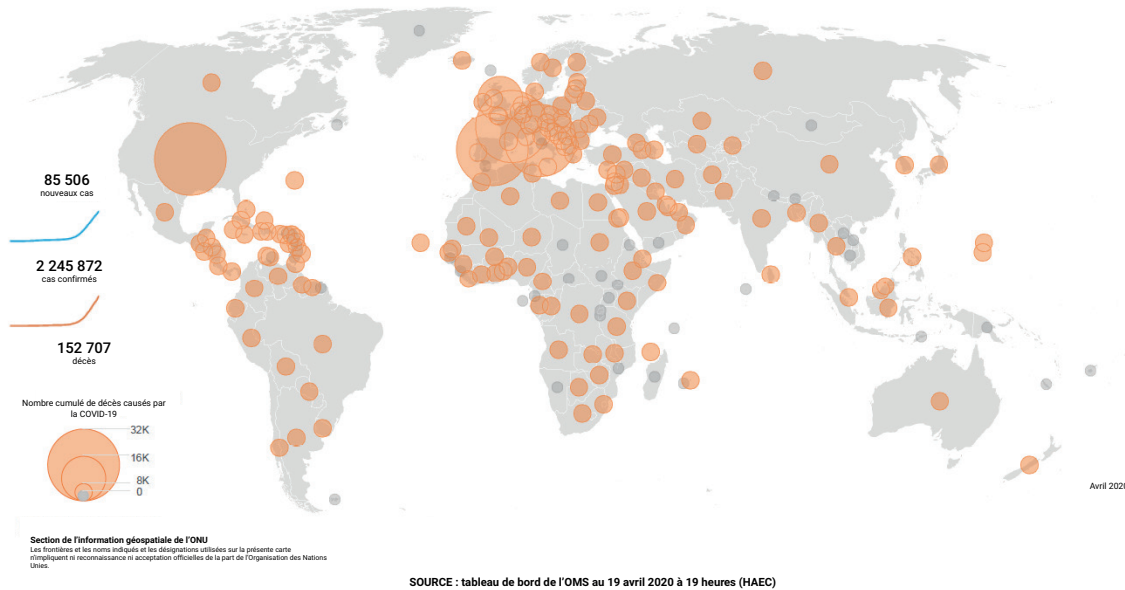 85 506
nouveaux cas
2 245 872
cas confirmés
152 707
décès
Nombre cumulé de décès causés par
la COVID-19
32K
16K
8K
0
Avril 2020
Section de l'information géospatiale de l'ONU
Les frontières et les noms indiqués et les désignations utilisées sur la présente carte
n'impliquent ni reconnaissance ni acceptation officielles de la part de l'Organisation des Nations
Unies.
SOURCE : tableau de bord de l'OMS au 19 avril 2020 à 19 heures (HAEC)